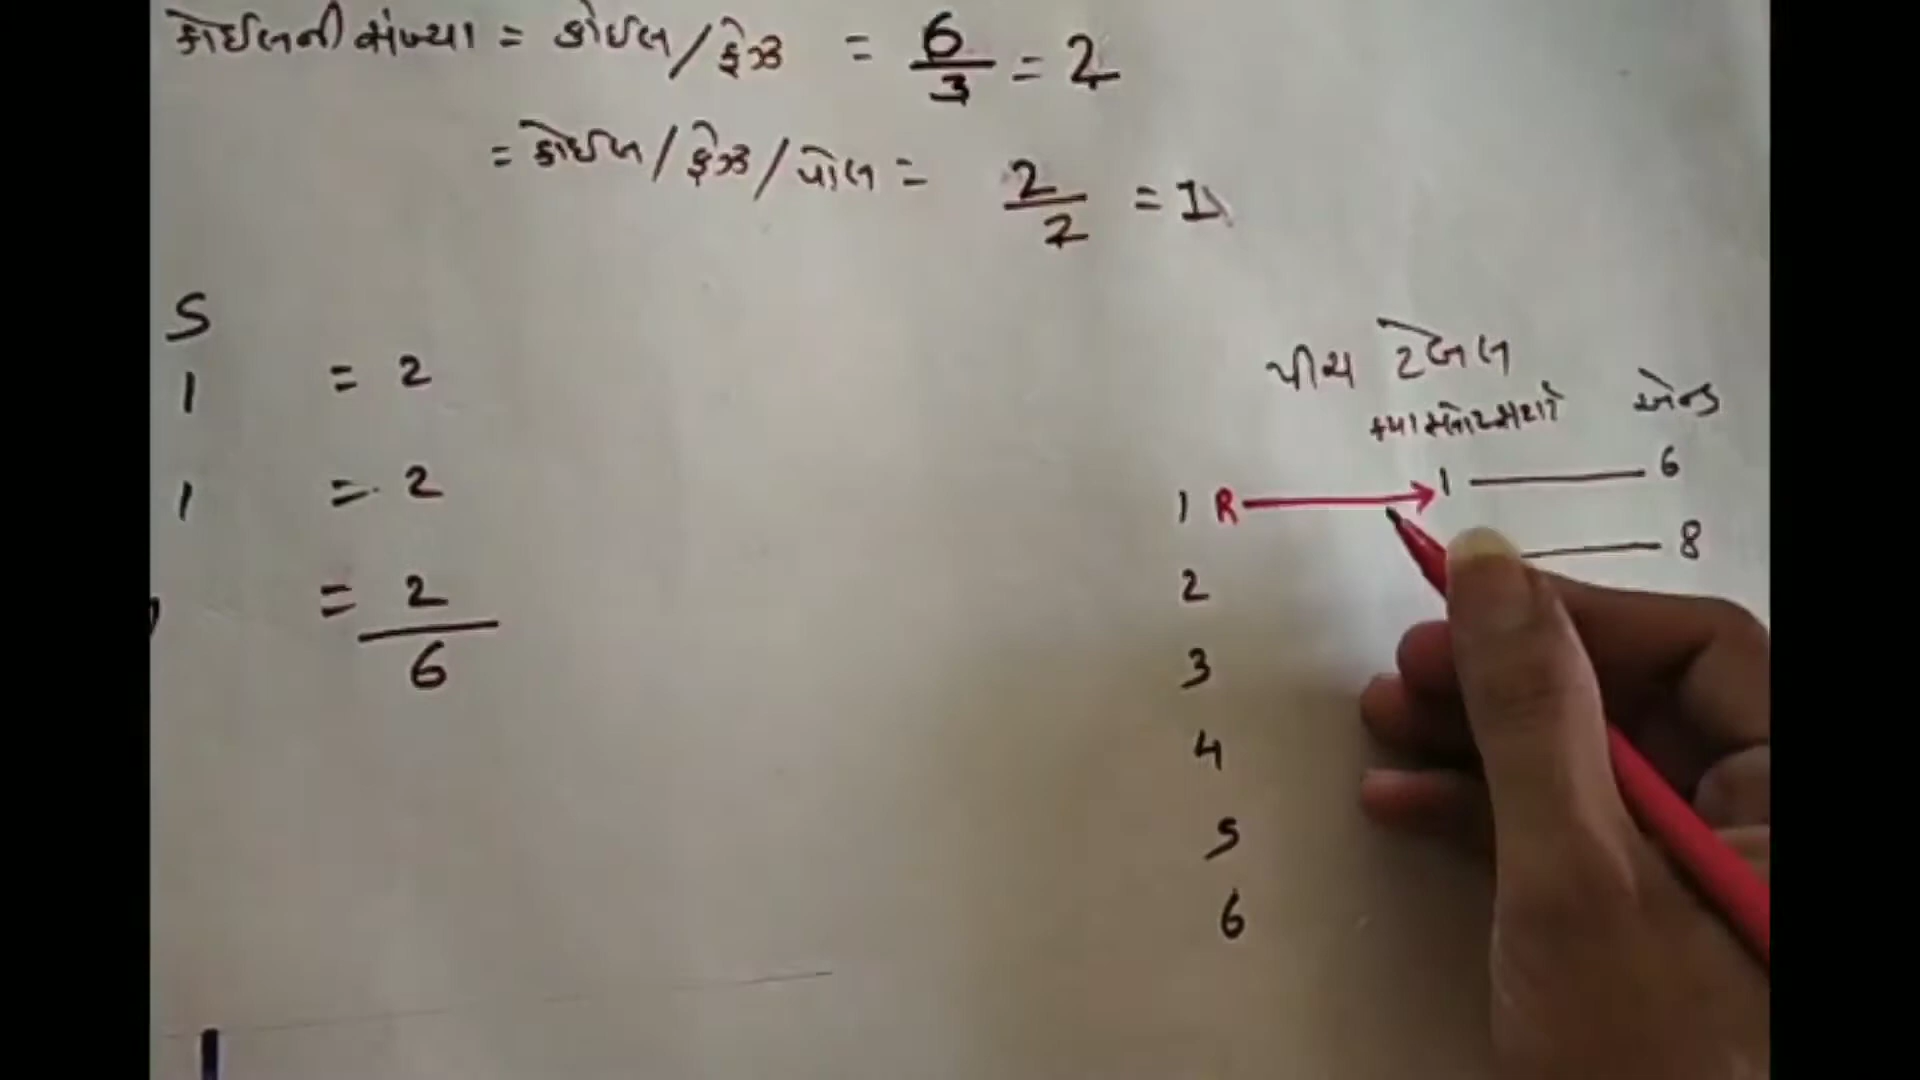 કોઈલની સંખ્યા = કોઈલ/ફેઝ = 6/3 = 2
= કોઈલ/ફેઝ/પોલ = 2/2 = 1
S
1 = 2
1 = 2
= 2
6
પીચ ટેબલ
એન્ડ
1 R → 1 — 6
— 8
2
3
4
5
6